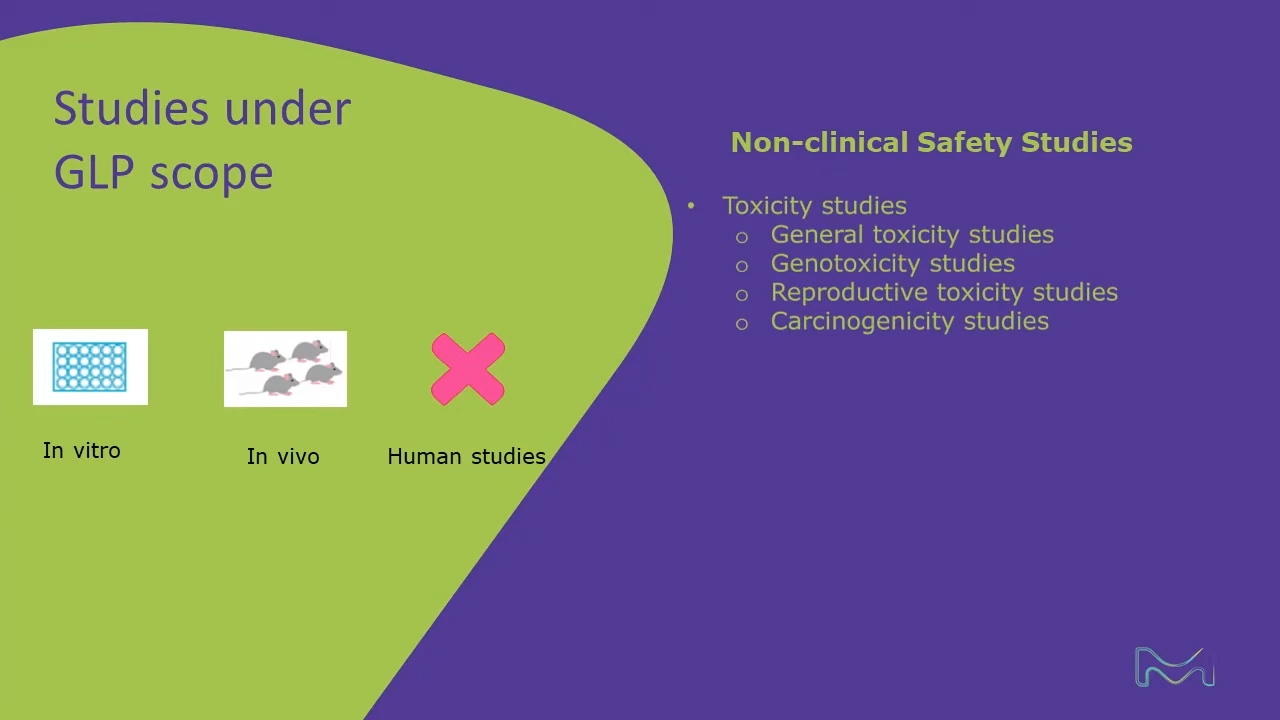 Studies under
GLP scope
In vitro
In vivo
Human studies
Non-clinical Safety Studies
• Toxicity studies
o General toxicity studies
o Genotoxicity studies
o Reproductive toxicity studies
o Carcinogenicity studies